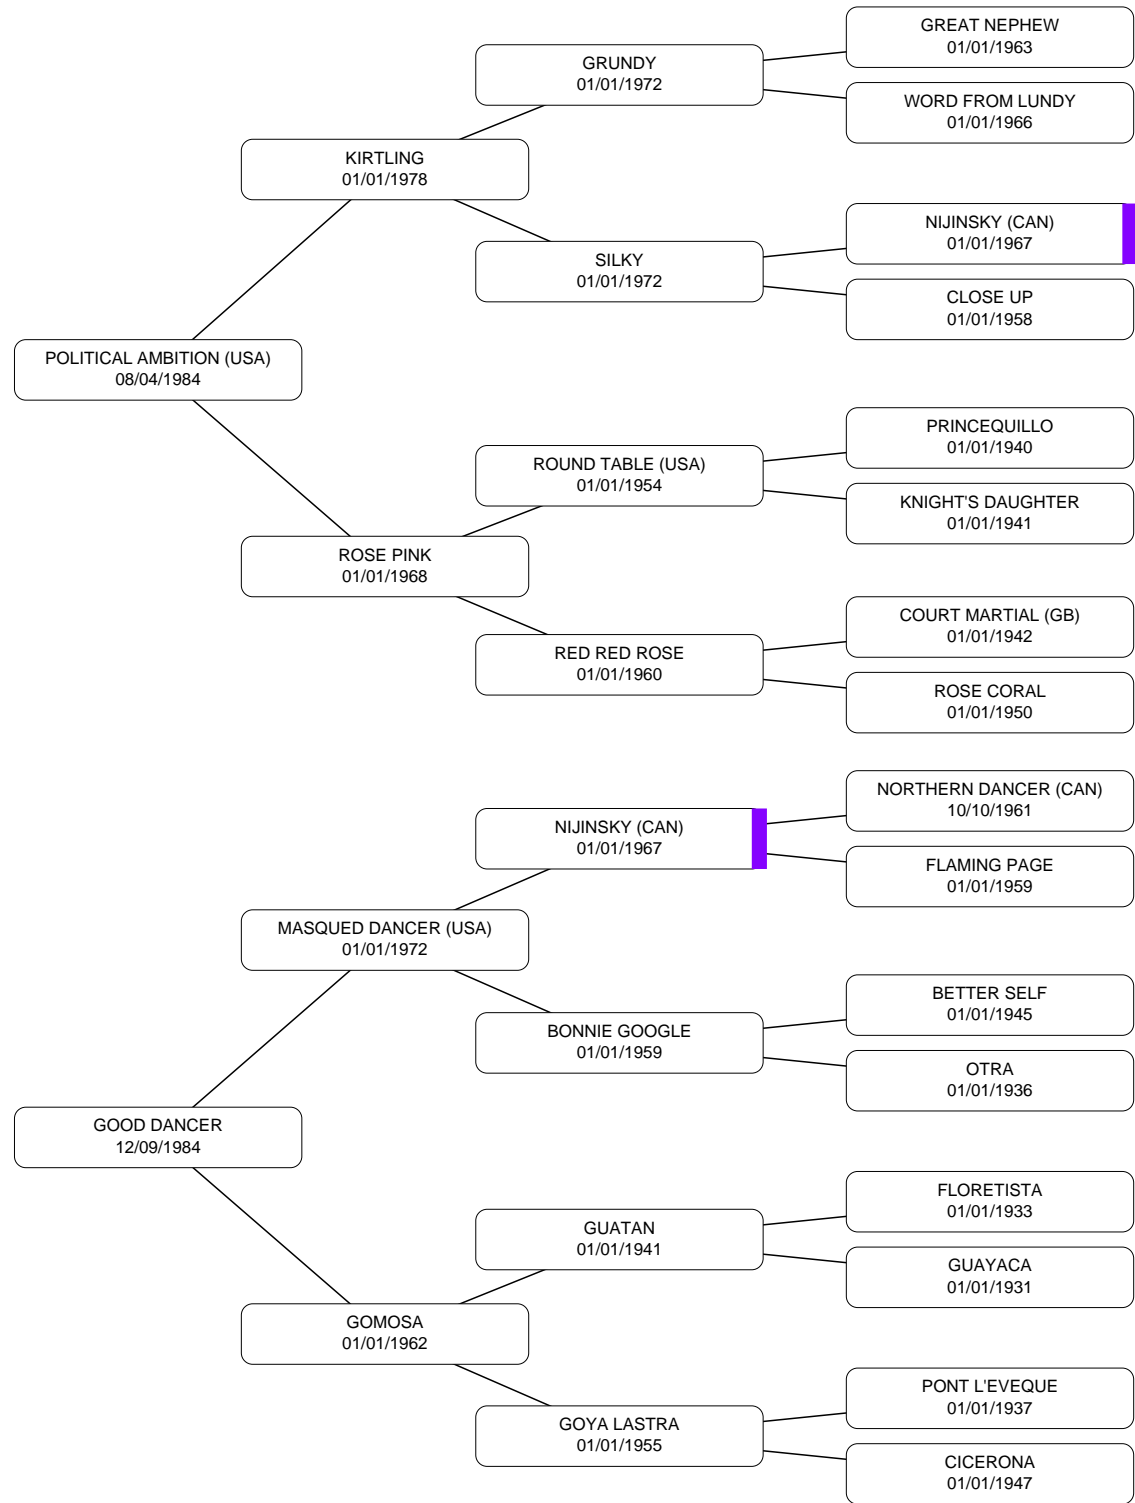 GREAT NEPHEW
01/01/1963
GRUNDY
01/01/1972
WORD FROM LUNDY
01/01/1966
KIRTLING
01/01/1978
NIJINSKY (CAN)
01/01/1967
SILKY
01/01/1972
CLOSE UP
01/01/1958
POLITICAL AMBITION (USA)
08/04/1984
PRINCEQUILLO
01/01/1940
ROUND TABLE (USA)
01/01/1954
KNIGHT'S DAUGHTER
01/01/1941
ROSE PINK
01/01/1968
COURT MARTIAL (GB)
01/01/1942
RED RED ROSE
01/01/1960
ROSE CORAL
01/01/1950
NORTHERN DANCER (CAN)
10/10/1961
NIJINSKY (CAN)
01/01/1967
FLAMING PAGE
01/01/1959
MASQUED DANCER (USA)
01/01/1972
BETTER SELF
01/01/1945
BONNIE GOOGLE
01/01/1959
OTRA
01/01/1936
GOOD DANCER
12/09/1984
FLORETISTA
01/01/1933
GUATAN
01/01/1941
GUAYACA
01/01/1931
GOMOSA
01/01/1962
PONT L'EVEQUE
01/01/1937
GOYA LASTRA
01/01/1955
CICERONA
01/01/1947